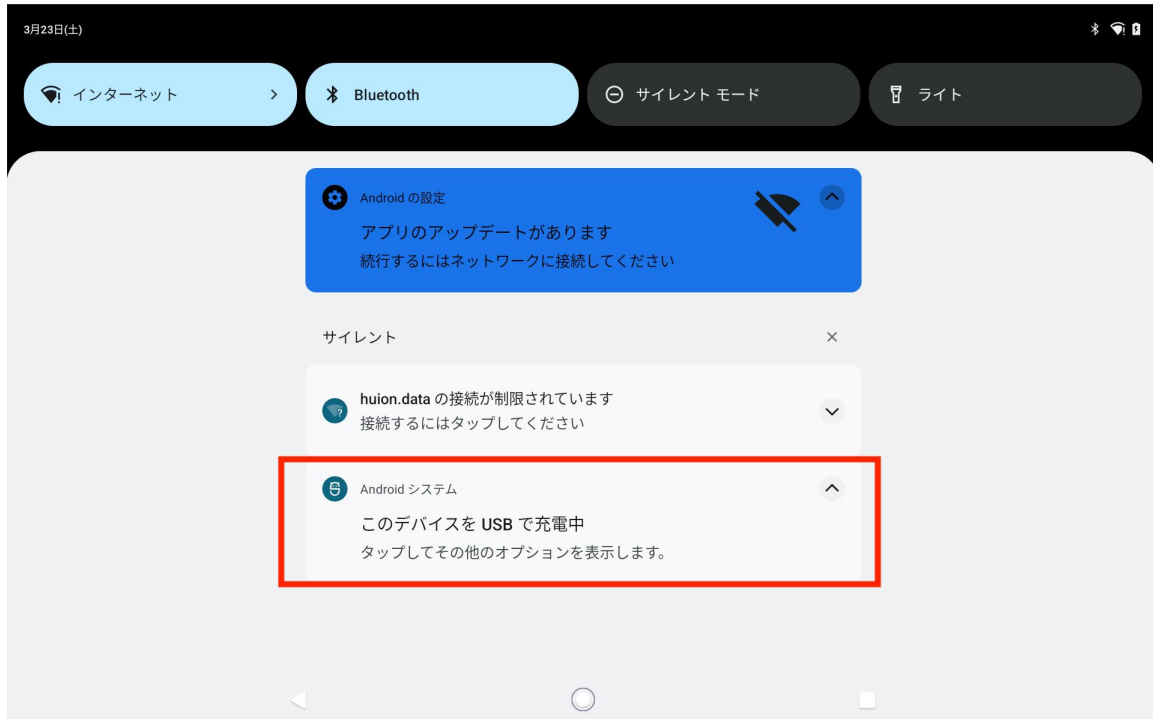 3月23日(土)
インターネット
Bluetooth
サイレント モード
ライト
Android の設定
アプリのアップデートがあります
続行するにはネットワークに接続してください
サイレント
huion.data の接続が制限されています
接続するにはタップしてください
Android システム
このデバイスを USB で充電中
タップしてその他のオプションを表示します。